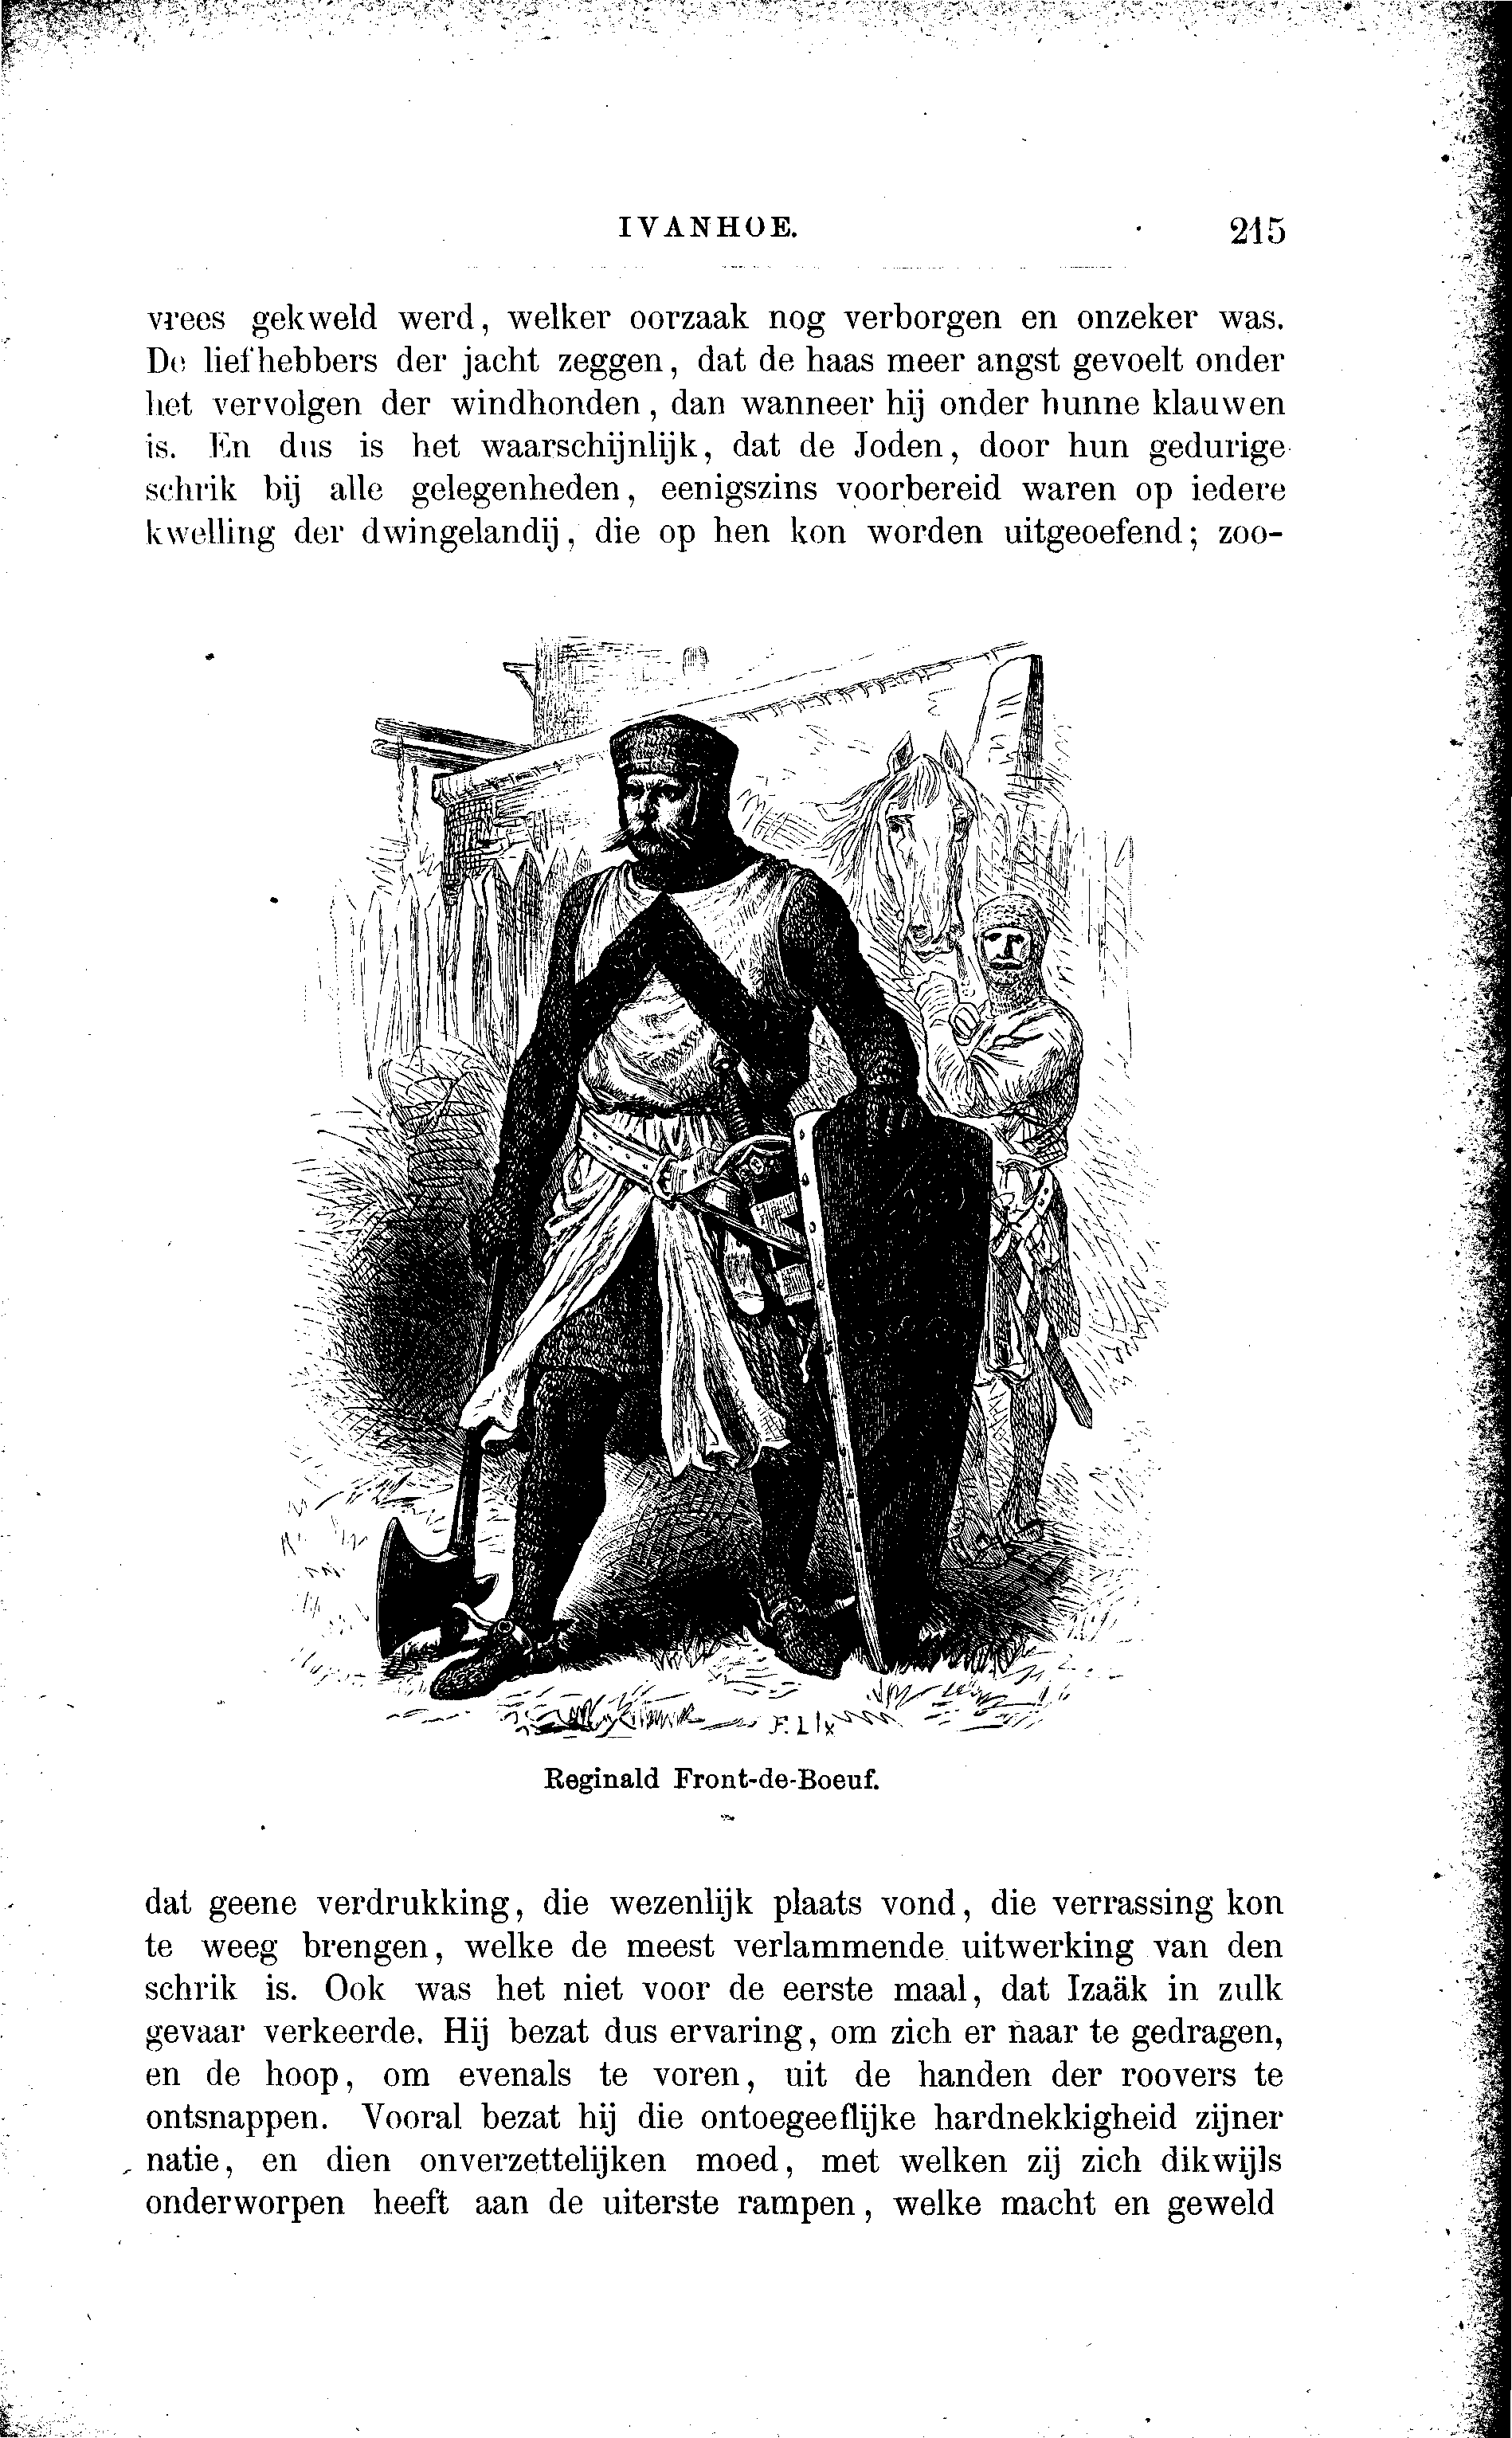 IVANHOE. 215
vrees gekweld werd, welker oorzaak nog verborgen en onzeker was.
De liefhebbers der jacht zeggen, dat de haas meer angst gevoelt onder
het vervolgen der windhonden, dan wanneer hij onder hunne klauwen
is. En dus is het waarschijnlijk, dat de Joden, door hun gedurige
schrik bij alle gelegenheden, eenigszins voorbereid waren op iedere
kwelling der dwingelandij, die op hen kon worden uitgeoefend; zoo-
Reginald Front-de-Boeuf.
dat geene verdrukking, die wezenlijk plaats vond, die verrassing kon
te weeg brengen, welke de meest verlammende uitwerking van den
schrik is. Ook was het niet voor de eerste maal, dat Izaäk in zulk
gevaar verkeerde. Hij bezat dus ervaring, om zich er naar te gedragen,
en de hoop, om evenals te voren, uit de handen der roovers te
ontsnappen. Vooral bezat hij die ontoegeeflijke hardnekkigheid zijner
natie, en dien onverzettelijken moed, met welken zij zich dikwijls
onderworpen heeft aan de uiterste rampen, welke macht en geweld